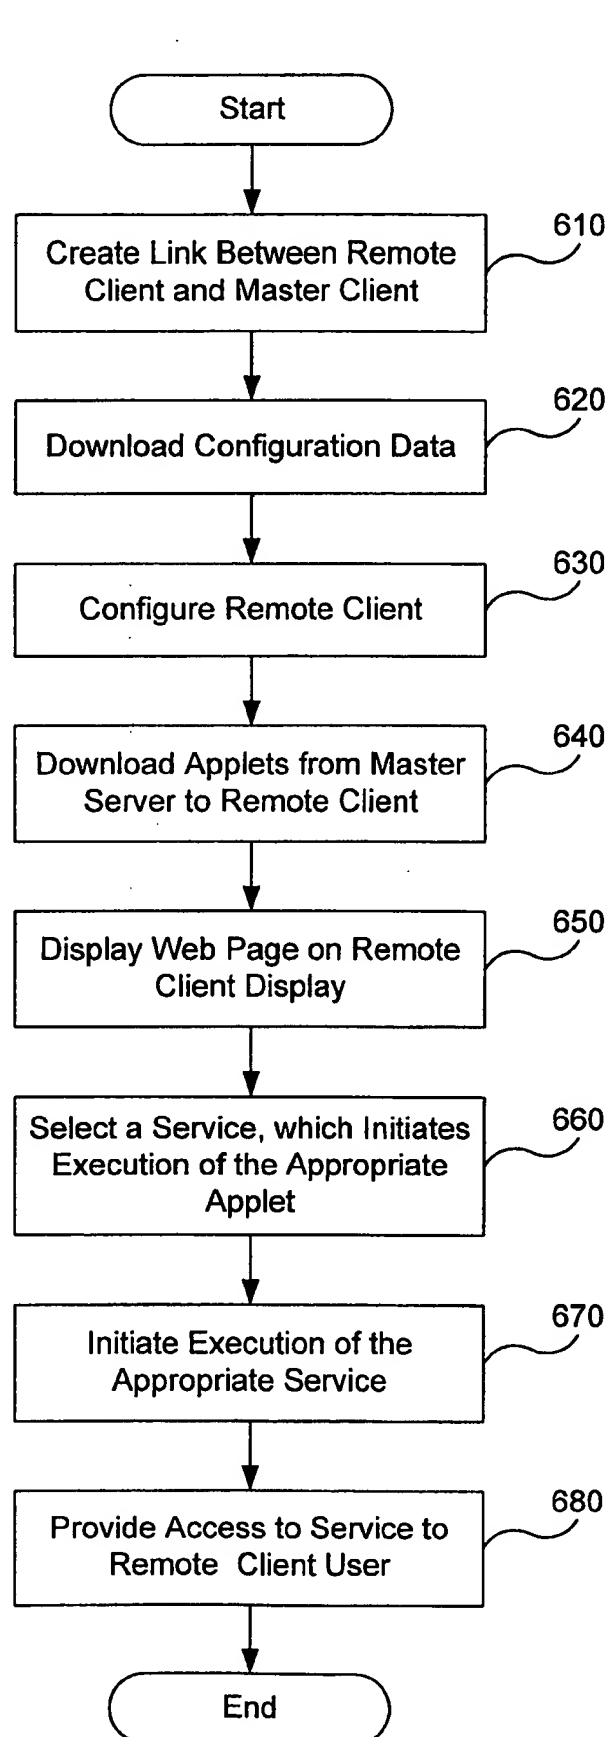 Start
610
Create Link Between Remote
Client and Master Client
620
Download Configuration Data
630
Configure Remote Client
640
Download Applets from Master
Server to Remote Client
650
Display Web Page on Remote
Client Display
660
Select a Service, which Initiates
Execution of the Appropriate
Applet
670
Initiate Execution of the
Appropriate Service
680
Provide Access to Service to
Remote Client User
End